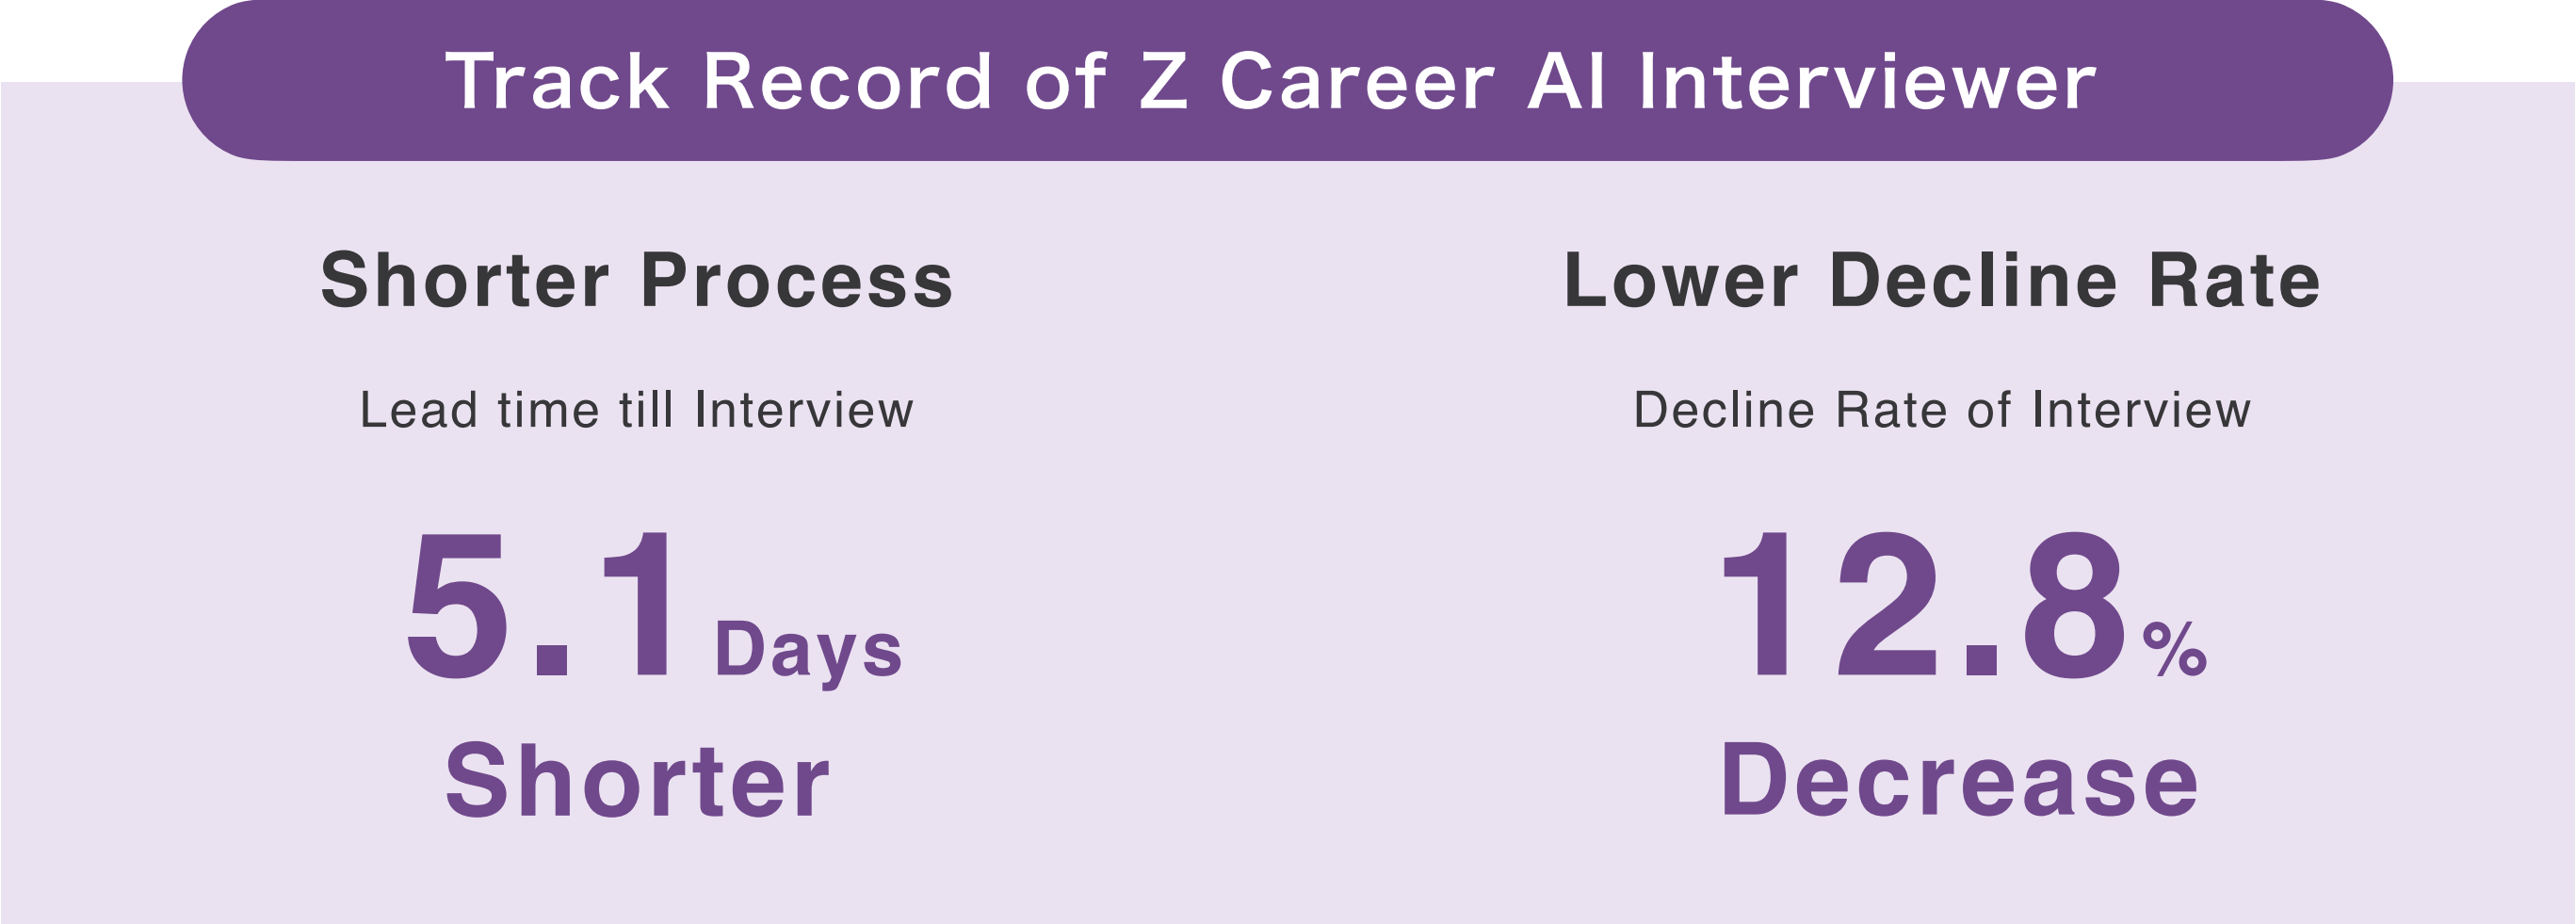 Track Record of Z Career AI Interviewer
Shorter Process
Lead time till Interview
5.1 Days
Shorter
Lower Decline Rate
Decline Rate of Interview
12.8%
Decrease